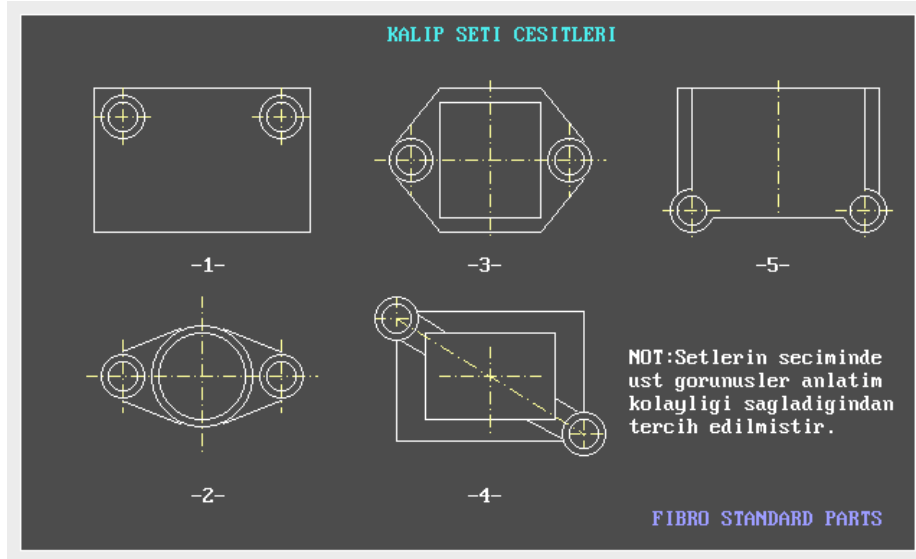 KALIP SETI CESITLERI
-1-
-3-
-5-
NOT:Setlerin seciminde
ust gorunusler anlatim
kolayligi sagladigindan
tercih edilmistir.
-2-
-4-
FIBRO STANDARD PARTS